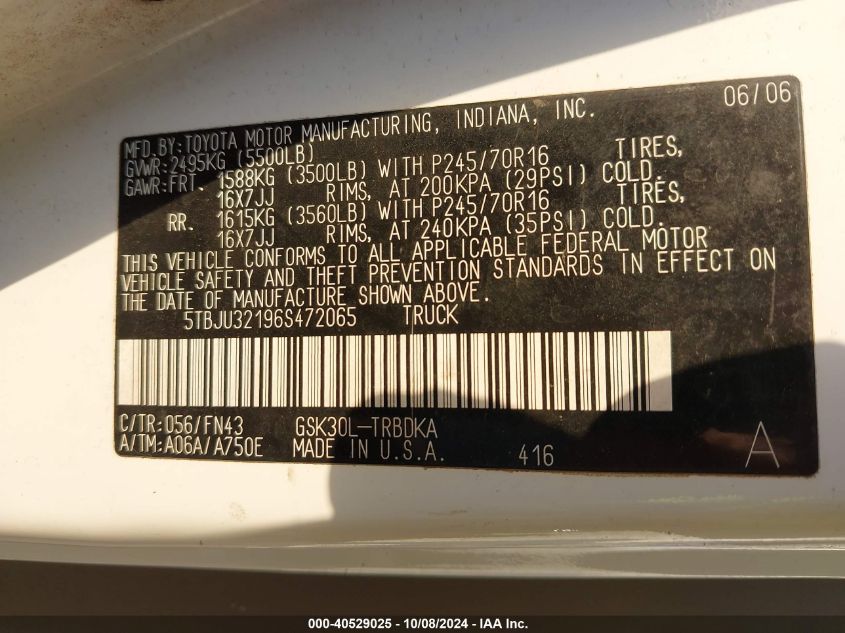 06/06
MFD.BY:TOYOTA MOTOR MANUFACTURING, INDIANA, INC.
GVWR:2495KG (5500LB)
GAWR:FRT. 1588KG (3500LB) WITH P245/70R16 TIRES,
16X7JJ RIMS, AT 200KPA (29PSI) COLD.
RR. 1615KG (3560LB) WITH P245/70R16 TIRES,
16X7JJ RIMS, AT 240KPA (35PSI) COLD.
THIS VEHICLE CONFORMS TO ALL APPLICABLE FEDERAL MOTOR
VEHICLE SAFETY AND THEFT PREVENTION STANDARDS IN EFFECT ON
THE DATE OF MANUFACTURE SHOWN ABOVE.
5TBJU32196S472065 TRUCK
C/TR:056/FN43 GSK30L-TRBDKA
A/TM:A06A/A750E MADE IN U.S.A. 416 A
000-40529025 - 10/08/2024 - IAA Inc.